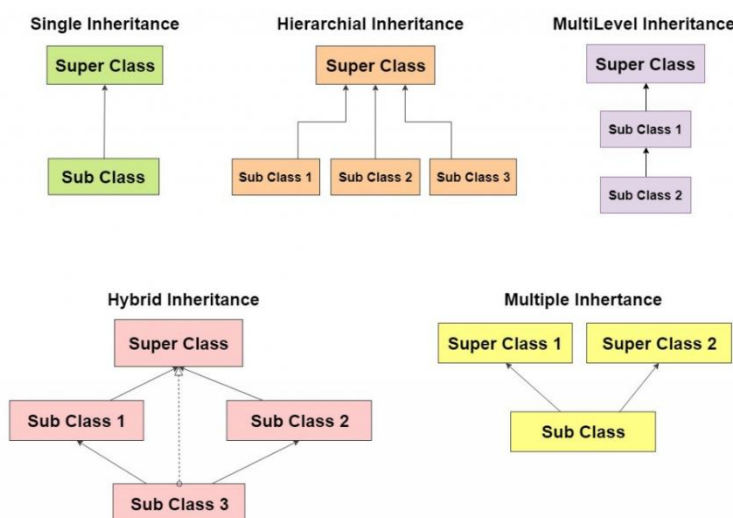 Single Inheritance
Super Class
Sub Class
Hierarchial Inheritance
Super Class
Sub Class 1
Sub Class 2
Sub Class 3
MultiLevel Inheritance
Super Class
Sub Class 1
Sub Class 2
Hybrid Inheritance
Super Class
Sub Class 1
Sub Class 2
Sub Class 3
Multiple Inhertance
Super Class 1
Super Class 2
Sub Class